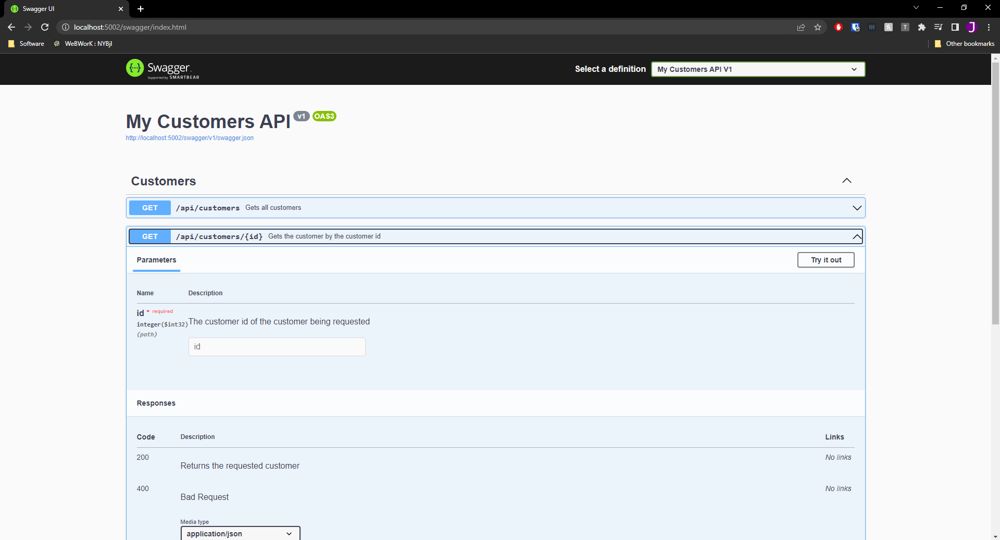 Swagger UI
localhost:5002/swagger/index.html
Software
WeBWorK : NYBjl
Other bookmarks
Swagger
Supported by SMARTBEAR
Select a definition
My Customers API V1
My Customers API v1 OAS3
http://localhost:5002/swagger/v1/swagger.json
Customers
GET /api/customers Gets all customers
GET /api/customers/{id} Gets the customer by the customer id
Parameters
Try it out
Name Description
id * required
The customer id of the customer being requested
integer($int32)
(path)
id
Responses
Code Description Links
200 No links
Returns the requested customer
400 No links
Bad Request
Media type
application/json